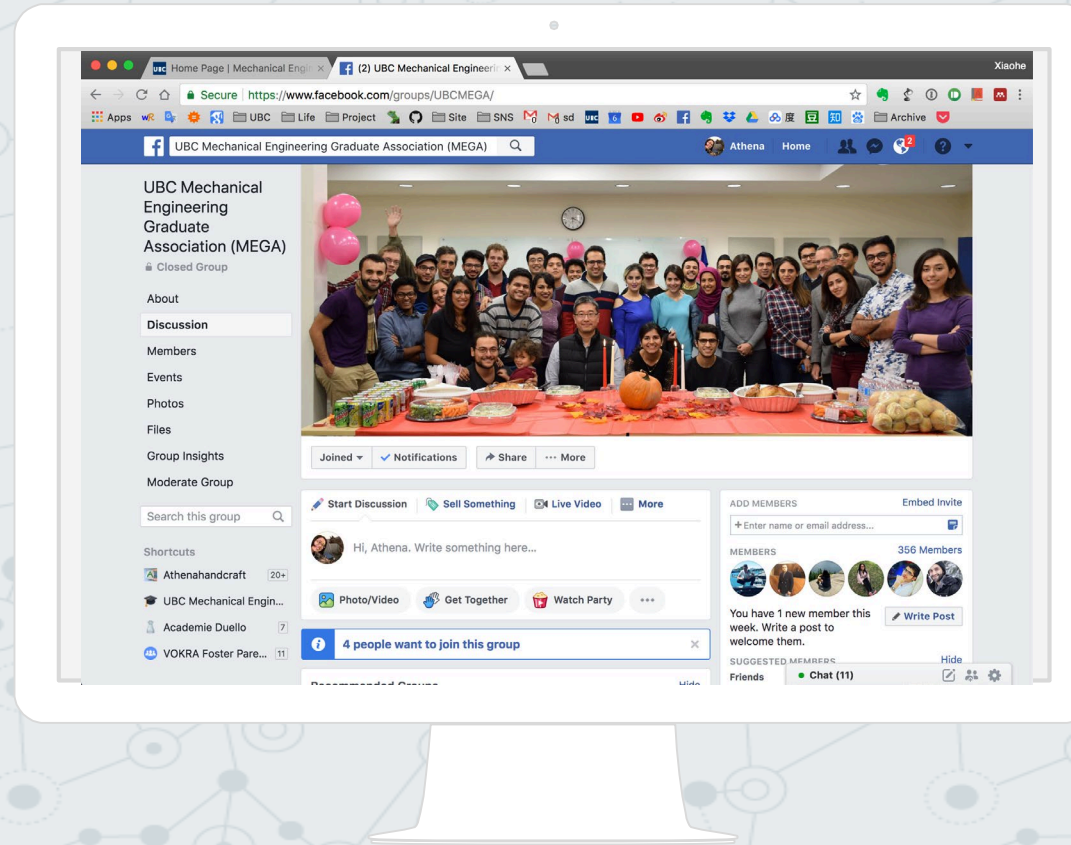 Home Page | Mechanical Engin
(2) UBC Mechanical Engineerin
Xiaohe
Secure https://www.facebook.com/groups/UBCMEGA/
Apps UBC Life Project Site SNS sd UBC Archive
UBC Mechanical Engineering Graduate Association (MEGA)
Athena Home 2
UBC Mechanical
Engineering
Graduate
Association (MEGA)
Closed Group
About
Discussion
Members
Events
Photos
Files
Group Insights
Moderate Group
Search this group
Shortcuts
Athenahandcraft 20+
UBC Mechanical Engin...
Academie Duello 7
VOKRA Foster Pare... 11
Joined Notifications Share More
Start Discussion Sell Something Live Video More
Hi, Athena. Write something here...
Photo/Video Get Together Watch Party
4 people want to join this group
ADD MEMBERS Embed Invite
+ Enter name or email address...
MEMBERS 356 Members
You have 1 new member this
week. Write a post to
welcome them.
Write Post
SUGGESTED MEMBERS Hide
Friends
Chat (11)
Recommended Groups Hide